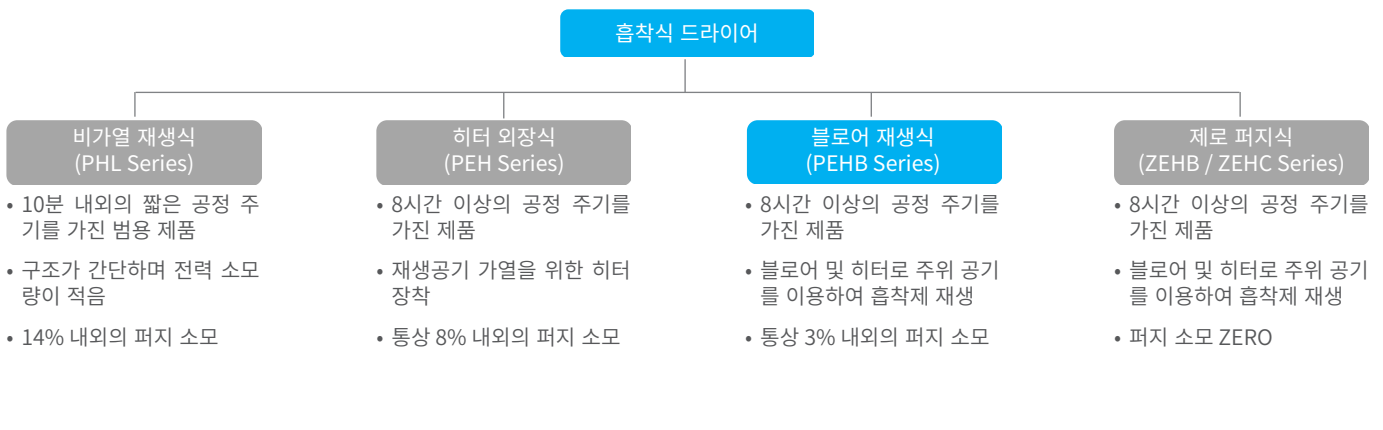 흡착식 드라이어
비가열 재생식
(PHL Series)
• 10분 내외의 짧은 공정 주
기를 가진 범용 제품
• 구조가 간단하며 전력 소모
량이 적음
• 14% 내외의 퍼지 소모
히터 외장식
(PEH Series)
• 8시간 이상의 공정 주기를
가진 제품
• 재생공기 가열을 위한 히터
장착
• 통상 8% 내외의 퍼지 소모
블로어 재생식
(PEHB Series)
• 8시간 이상의 공정 주기를
가진 제품
• 블로어 및 히터로 주위 공기
를 이용하여 흡착제 재생
• 통상 3% 내외의 퍼지 소모
제로 퍼지식
(ZEHB / ZEHC Series)
• 8시간 이상의 공정 주기를
가진 제품
• 블로어 및 히터로 주위 공기
를 이용하여 흡착제 재생
• 퍼지 소모 ZERO